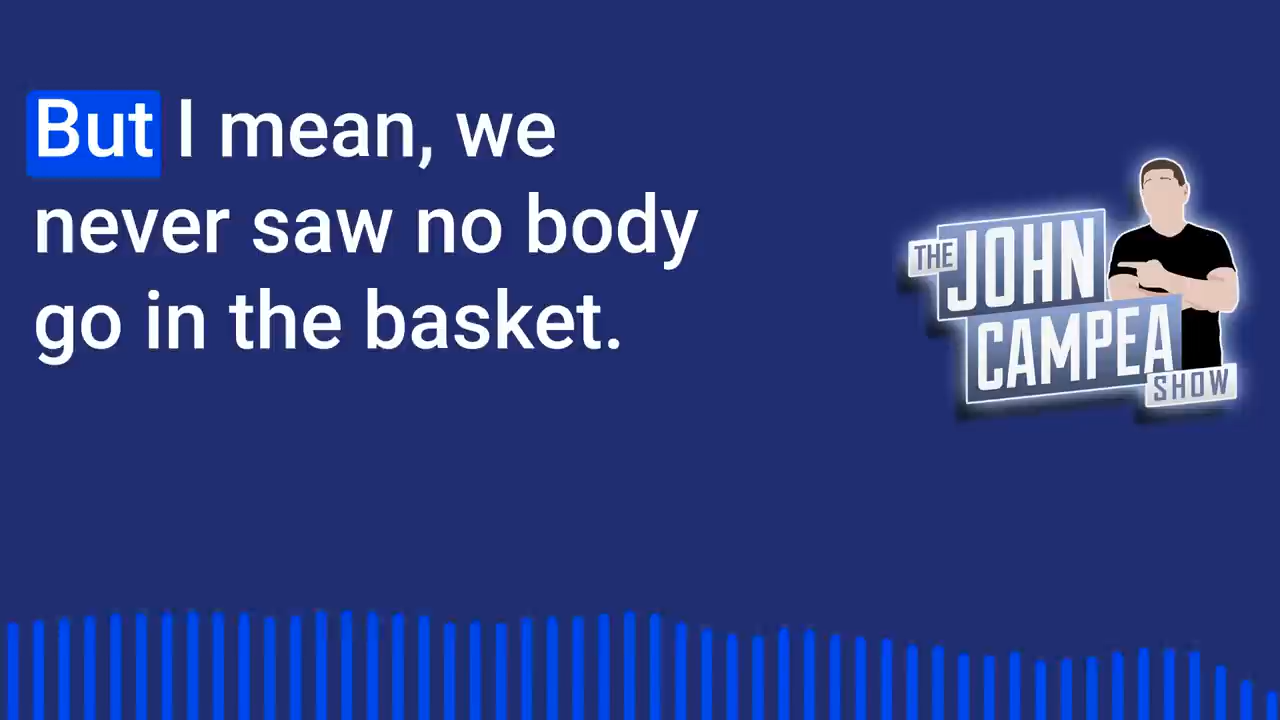 But I mean, we
never saw no body
go in the basket.
THE
JOHN
CAMPEA
SHOW